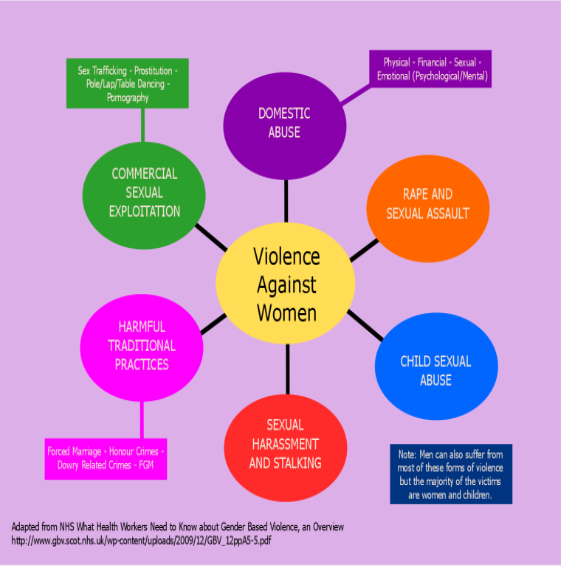 Sex Trafficking - Prostitution -
Pole/Lap/Table Dancing -
Pornography
Physical - Financial - Sexual -
Emotional (Psychological/Mental)
DOMESTIC
ABUSE
COMMERCIAL
SEXUAL
EXPLOITATION
RAPE AND
SEXUAL ASSAULT
Violence
Against
Women
HARMFUL
TRADITIONAL
PRACTICES
CHILD SEXUAL
ABUSE
SEXUAL
HARASSMENT
AND STALKING
Forced Marriage - Honour Crimes -
Dowry Related Crimes - FGM
Note: Men can also suffer from
most of these forms of violence
but the majority of the victims
are women and children.
Adapted from NHS What Health Workers Need to Know about Gender Based Violence, an Overview
http://www.gbv.scot.nhs.uk/wp-content/uploads/2009/12/GBV_12ppA5-5.pdf